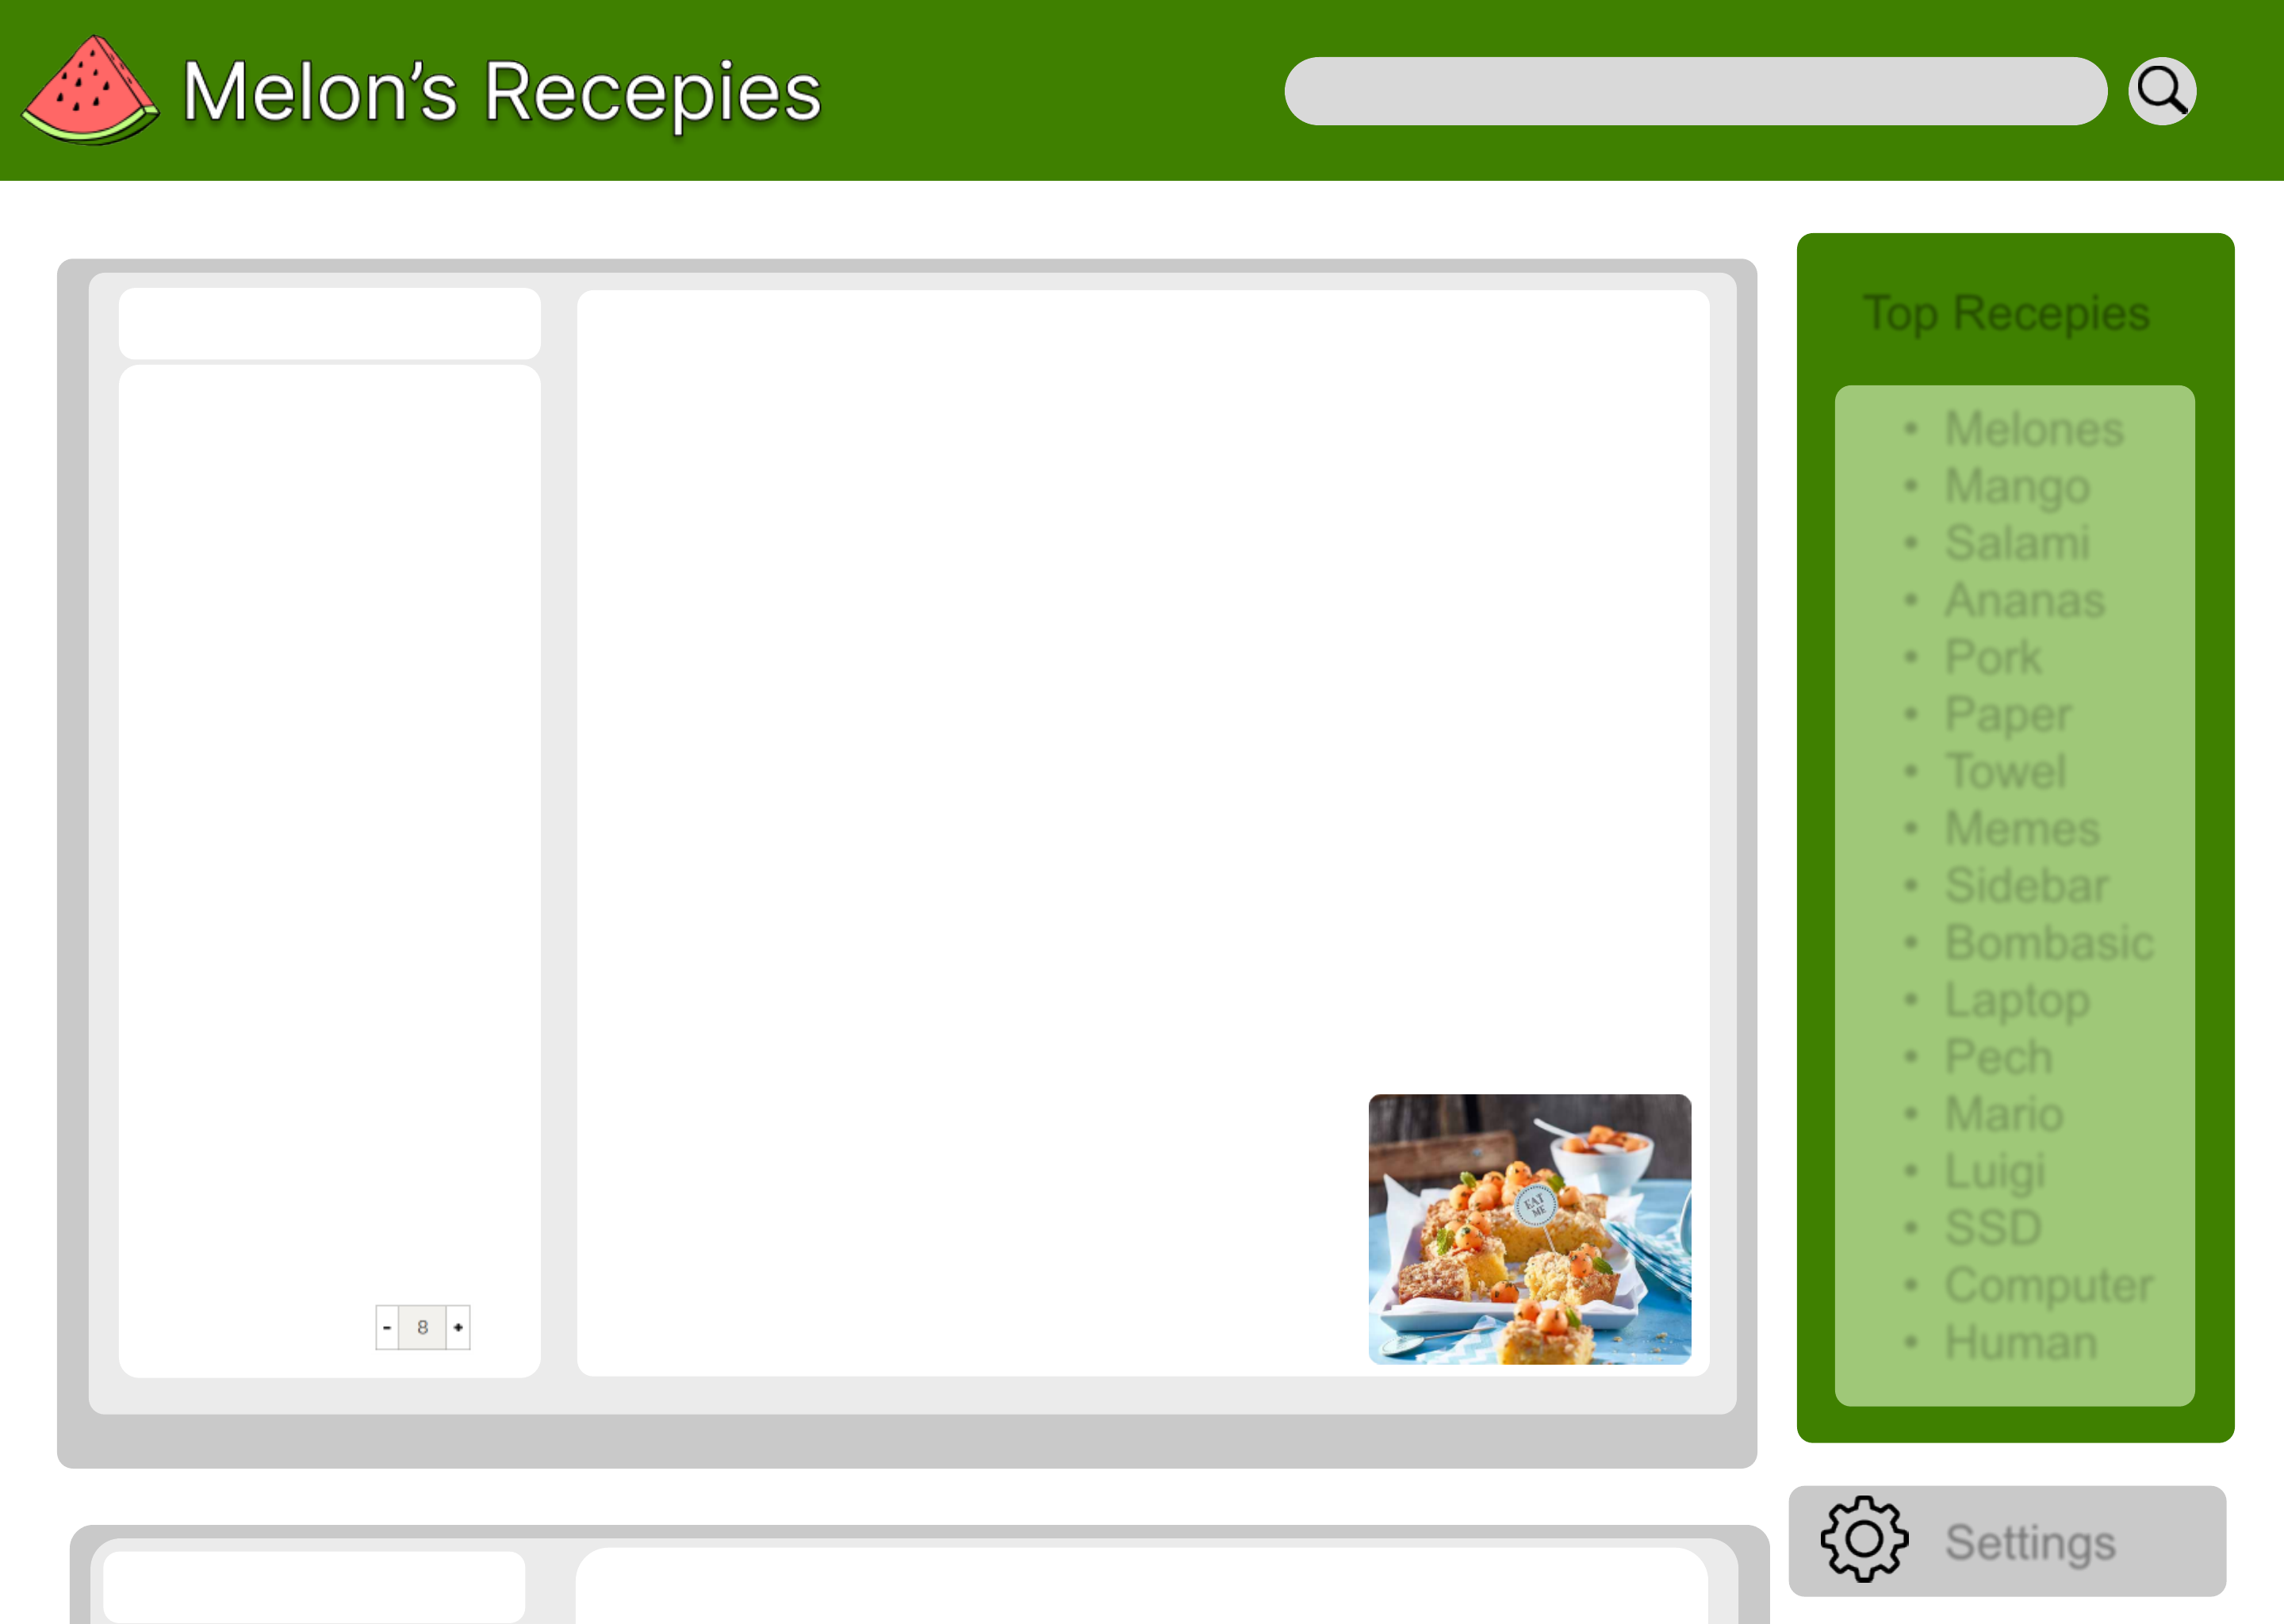 Melon’s Recepies
Top Recepies
• Melones
• Mango
• Salami
• Ananas
• Pork
• Paper
• Towel
• Memes
• Sidebar
• Bombasic
• Laptop
• Pech
• Mario
• Luigi
• SSD
• Computer
• Human
EAT
ME
- 8 +
Settings